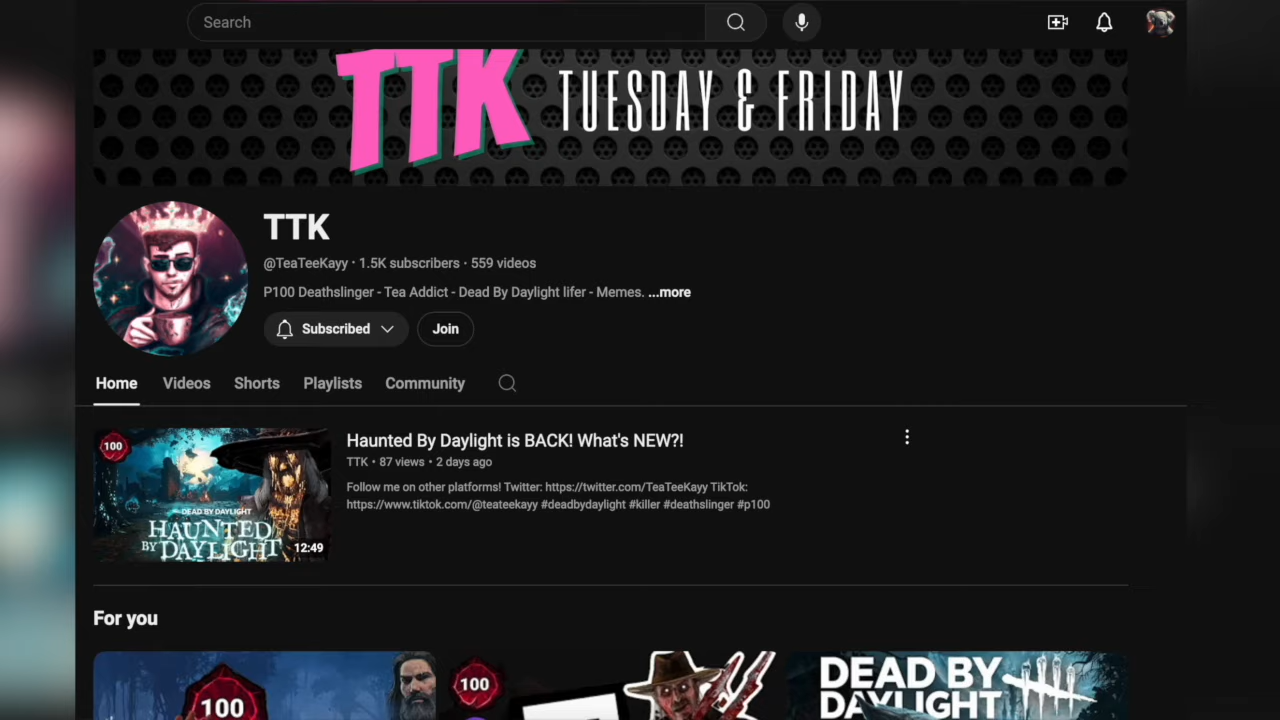 Search
TTK TUESDAY & FRIDAY
TTK
@TeaTeeKayy • 1.5K subscribers • 559 videos
P100 Deathslinger - Tea Addict - Dead By Daylight lifer - Memes. ...more
Subscribed
Join
Home Videos Shorts Playlists Community
100
DEAD BY DAYLIGHT
HAUNTED
BY DAYLIGHT
12:49
Haunted By Daylight is BACK! What's NEW?!
TTK • 87 views • 2 days ago
Follow me on other platforms! Twitter: https://twitter.com/TeaTeeKayy TikTok:
https://www.tiktok.com/@teateekayy #deadbydaylight #killer #deathslinger #p100
For you
100
100
DEAD BY
DAYLIGHT